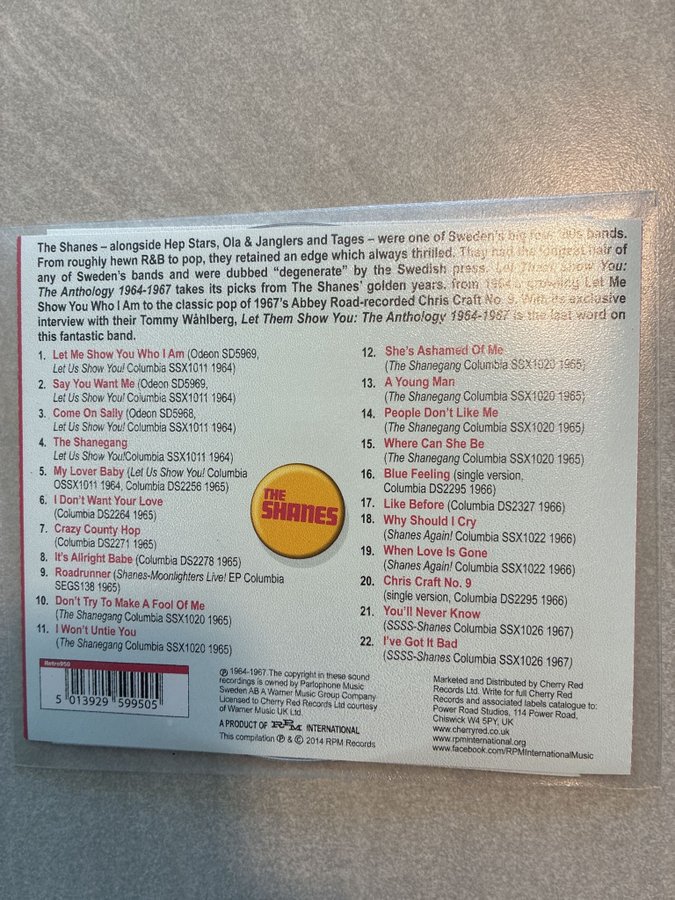 The Shanes – alongside Hep Stars, Ola & Janglers and Tages – were one of Sweden's big four '60s bands.
From roughly hewn R&B to pop, they retained an edge which always thrilled. They had the longest hair of
any of Sweden's bands and were dubbed "degenerate" by the Swedish press. Let Them Show You:
The Anthology 1964-1967 takes its picks from The Shanes' golden years, from 1964's growling Let Me
Show You Who I Am to the classic pop of 1967's Abbey Road-recorded Chris Craft No. 9. With its exclusive
interview with their Tommy Wåhlberg, Let Them Show You: The Anthology 1964-1967 is the last word on
this fantastic band.
1. Let Me Show You Who I Am (Odeon SD5969,
Let Us Show You! Columbia SSX1011 1964)
2. Say You Want Me (Odeon SD5969,
Let Us Show You! Columbia SSX1011 1964)
3. Come On Sally (Odeon SD5968,
Let Us Show You! Columbia SSX1011 1964)
4. The Shanegang
Let Us Show You! Columbia SSX1011 1964)
5. My Lover Baby (Let Us Show You! Columbia
OSSX1011 1964, Columbia DS2256 1965)
6. I Don't Want Your Love
(Columbia DS2264 1965)
7. Crazy County Hop
(Columbia DS2271 1965)
8. It's Allright Babe (Columbia DS2278 1965)
9. Roadrunner (Shanes-Moonlighters Live! EP Columbia
SEGS138 1965)
10. Don't Try To Make A Fool Of Me
(The Shanegang Columbia SSX1020 1965)
11. I Won't Untie You
(The Shanegang Columbia SSX1020 1965)
THE
SHANES
12. She's Ashamed Of Me
(The Shanegang Columbia SSX1020 1965)
13. A Young Man
(The Shanegang Columbia SSX1020 1965)
14. People Don't Like Me
(The Shanegang Columbia SSX1020 1965)
15. Where Can She Be
(The Shanegang Columbia SSX1020 1965)
16. Blue Feeling (single version,
Columbia DS2295 1966)
17. Like Before (Columbia DS2327 1966)
18. Why Should I Cry
(Shanes Again! Columbia SSX1022 1966)
19. When Love Is Gone
(Shanes Again! Columbia SSX1022 1966)
20. Chris Craft No. 9
(single version, Columbia DS2295 1966)
21. You'll Never Know
(SSSS-Shanes Columbia SSX1026 1967)
22. I've Got It Bad
(SSSS-Shanes Columbia SSX1026 1967)
Retro950
5 013929 599505
℗ 1964-1967. The copyright in these sound
recordings is owned by Parlophone Music
Sweden AB A Warner Music Group Company.
Licensed to Cherry Red Records Ltd courtesy
of Warner Music UK Ltd.
A PRODUCT OF RPM INTERNATIONAL
This compilation ℗ & © 2014 RPM Records
Marketed and Distributed by Cherry Red
Records Ltd. Write for full Cherry Red
Records and associated labels catalogue to:
Power Road Studios, 114 Power Road,
Chiswick W4 5PY, UK
www.cherryred.co.uk
www.rpminternational.org
www.facebook.com/RPMInternationalMusic